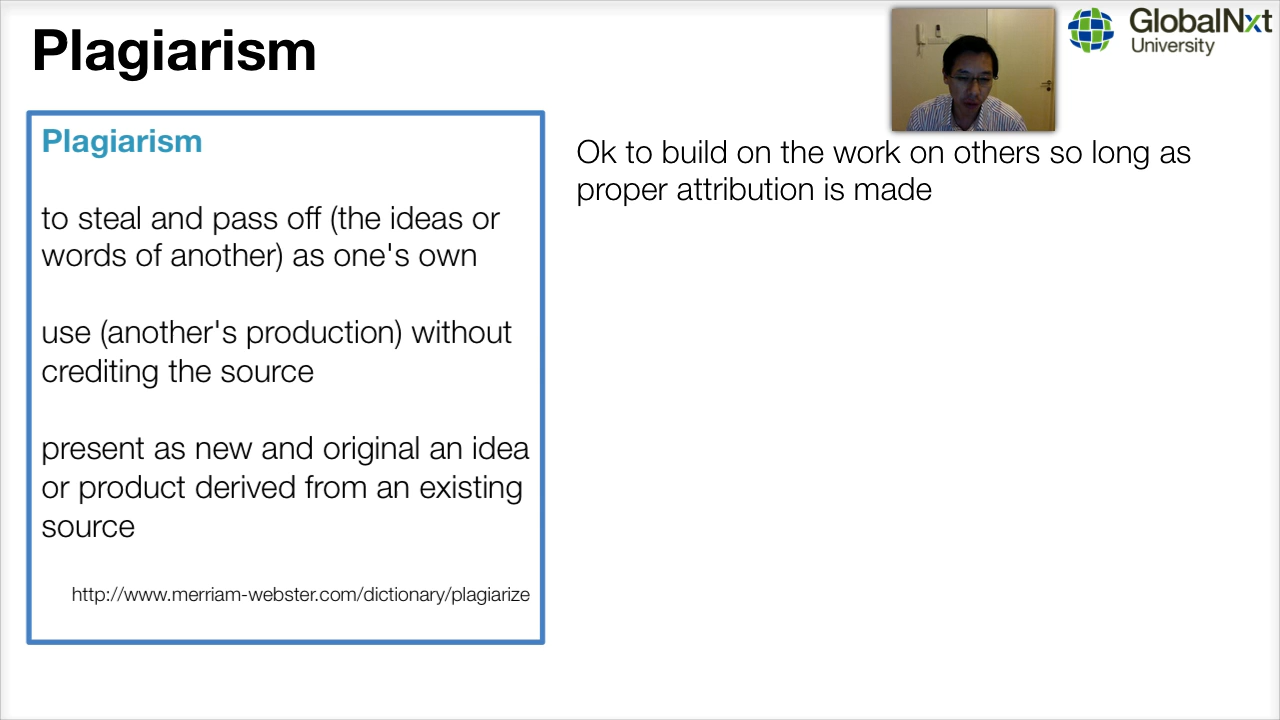 Plagiarism
GlobalNxt
University
Plagiarism
to steal and pass off (the ideas or
words of another) as one's own
use (another's production) without
crediting the source
present as new and original an idea
or product derived from an existing
source
http://www.merriam-webster.com/dictionary/plagiarize
Ok to build on the work on others so long as
proper attribution is made